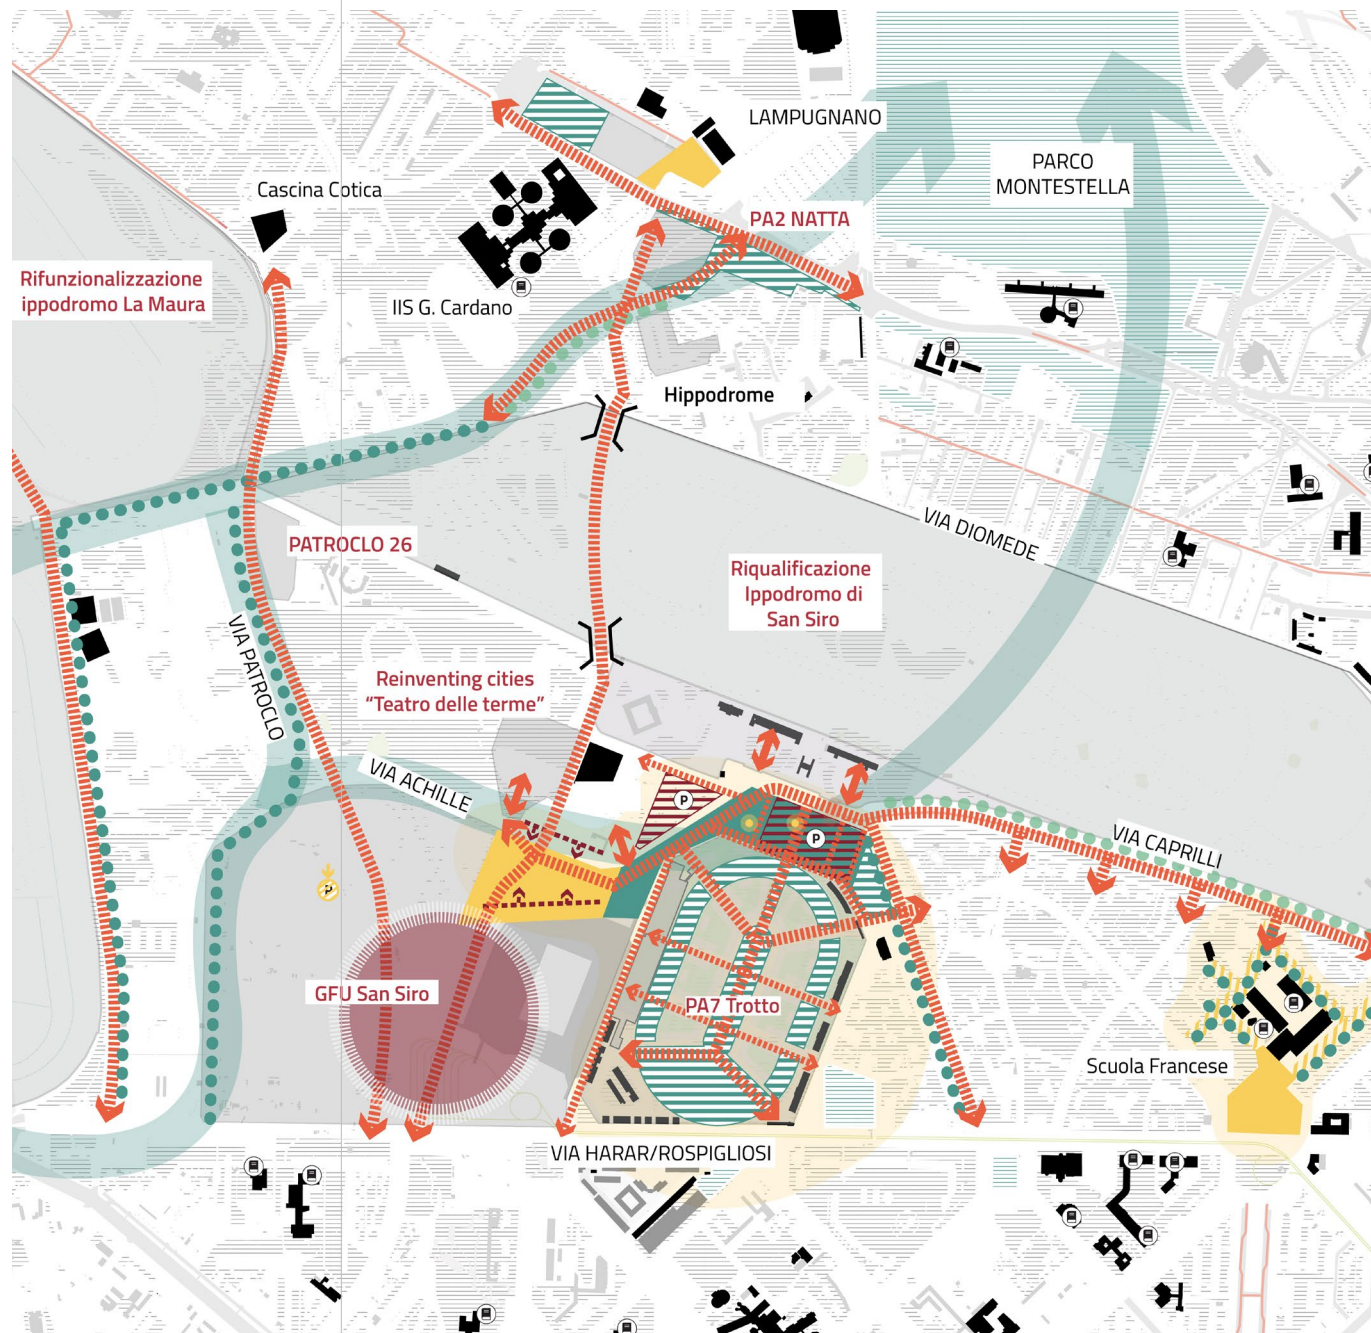 LAMPUGNANO
PARCO
MONTESTELLA
Cascina Cotica
PA2 NATTA
Rifunzionalizzazione
ippodromo La Maura
IIS G. Cardano
Hippodrome
VIA DIOMEDE
PATROCLO 26
Riqualificazione
Ippodromo di
San Siro
VIA PATROCLO
Reinventing cities
“Teatro delle terme”
VIA ACHILLE
P
P
VIA CAPRILLI
P
GFU San Siro
PA7 Trotto
Scuola Francese
VIA HARAR/ROSPIGLIOSI